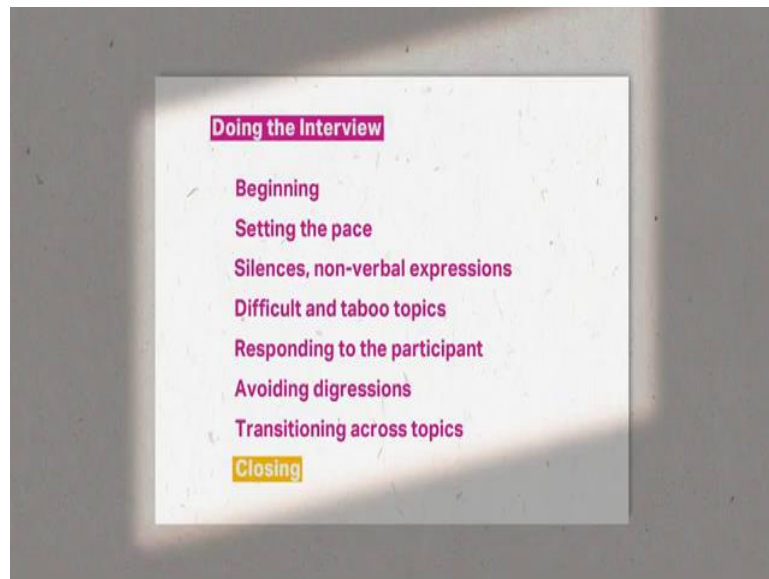 Doing the Interview
Beginning
Setting the pace
Silences, non-verbal expressions
Difficult and taboo topics
Responding to the participant
Avoiding digressions
Transitioning across topics
Closing